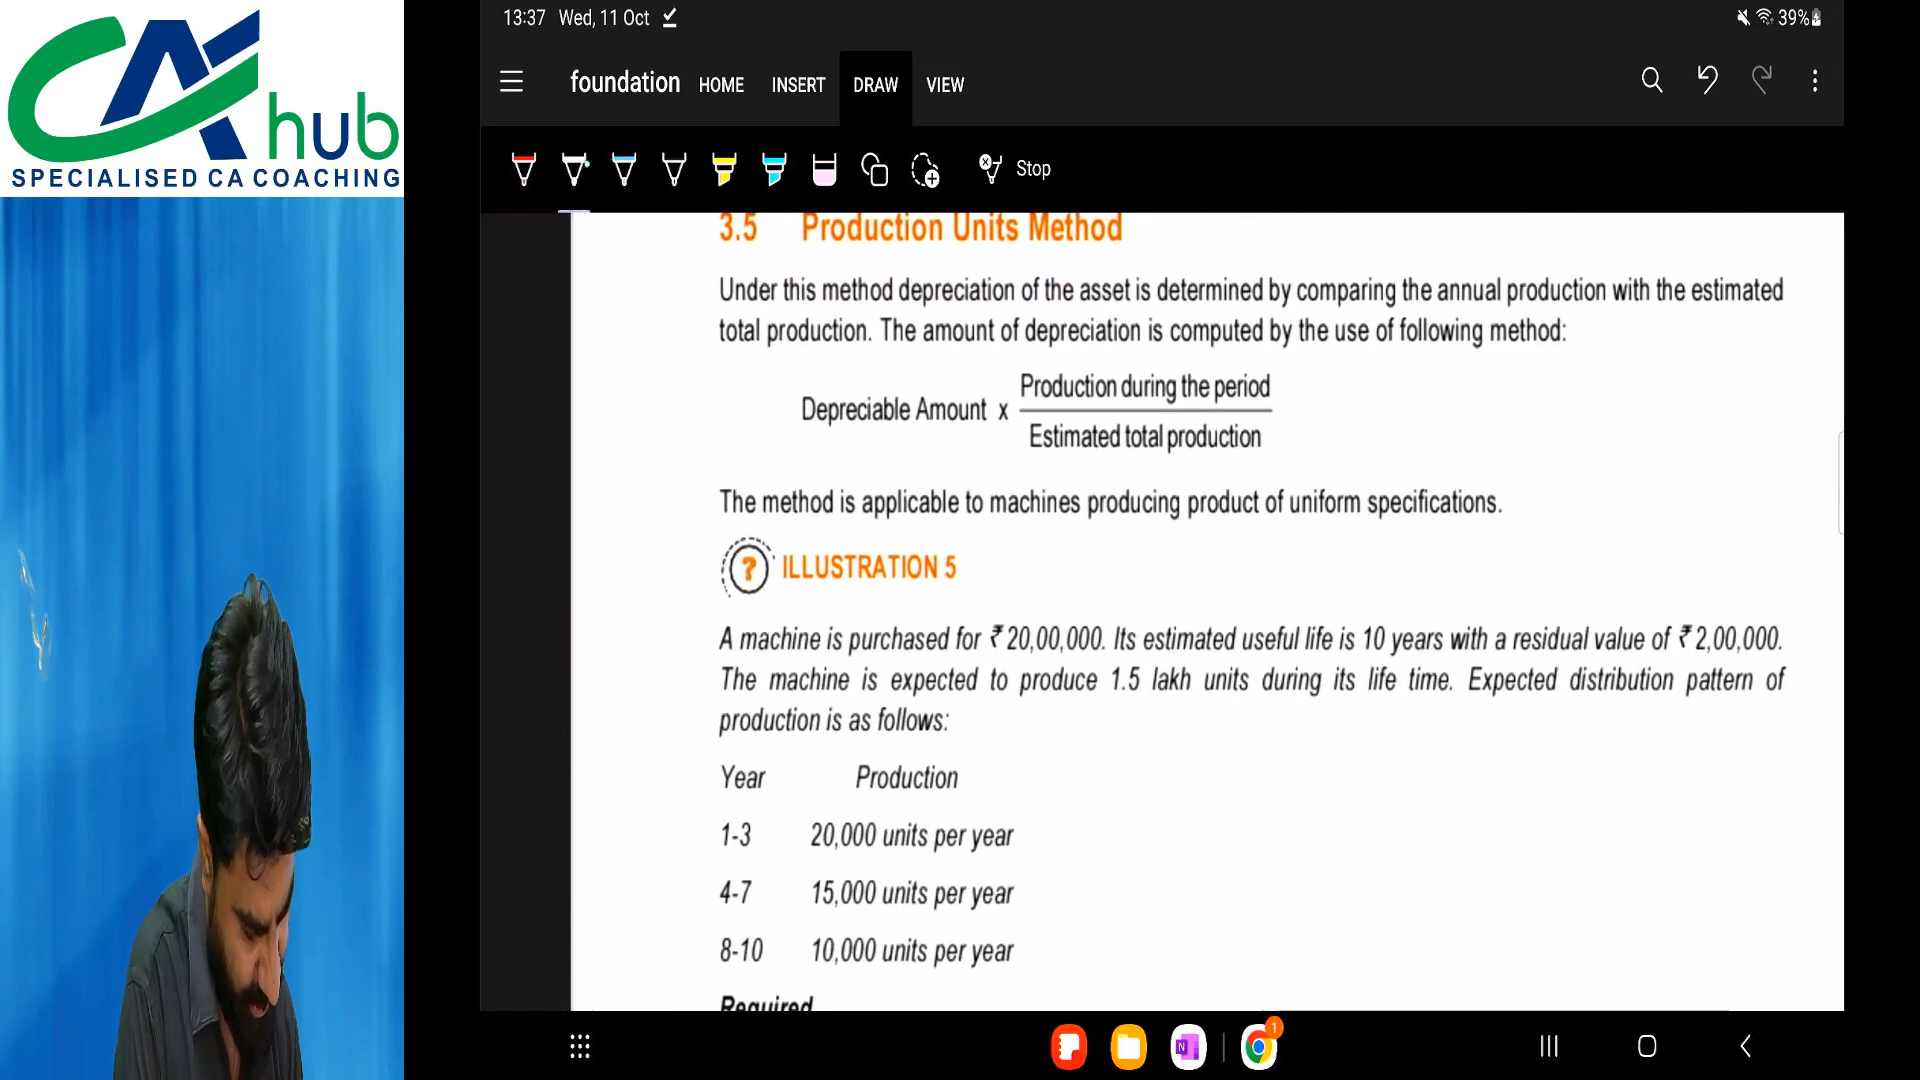 CA hub
SPECIALISED CA COACHING
13:37 Wed, 11 Oct
39%
foundation HOME INSERT DRAW VIEW
Stop
3.5 Production Units Method
Under this method depreciation of the asset is determined by comparing the annual production with the estimated
total production. The amount of depreciation is computed by the use of following method:
Production during the period
Depreciable Amount x
Estimated total production
The method is applicable to machines producing product of uniform specifications.
? ILLUSTRATION 5
A machine is purchased for ₹ 20,00,000. Its estimated useful life is 10 years with a residual value of ₹ 2,00,000.
The machine is expected to produce 1.5 lakh units during its life time. Expected distribution pattern of
production is as follows:
Year Production
1-3 20,000 units per year
4-7 15,000 units per year
8-10 10,000 units per year
Required
N
1